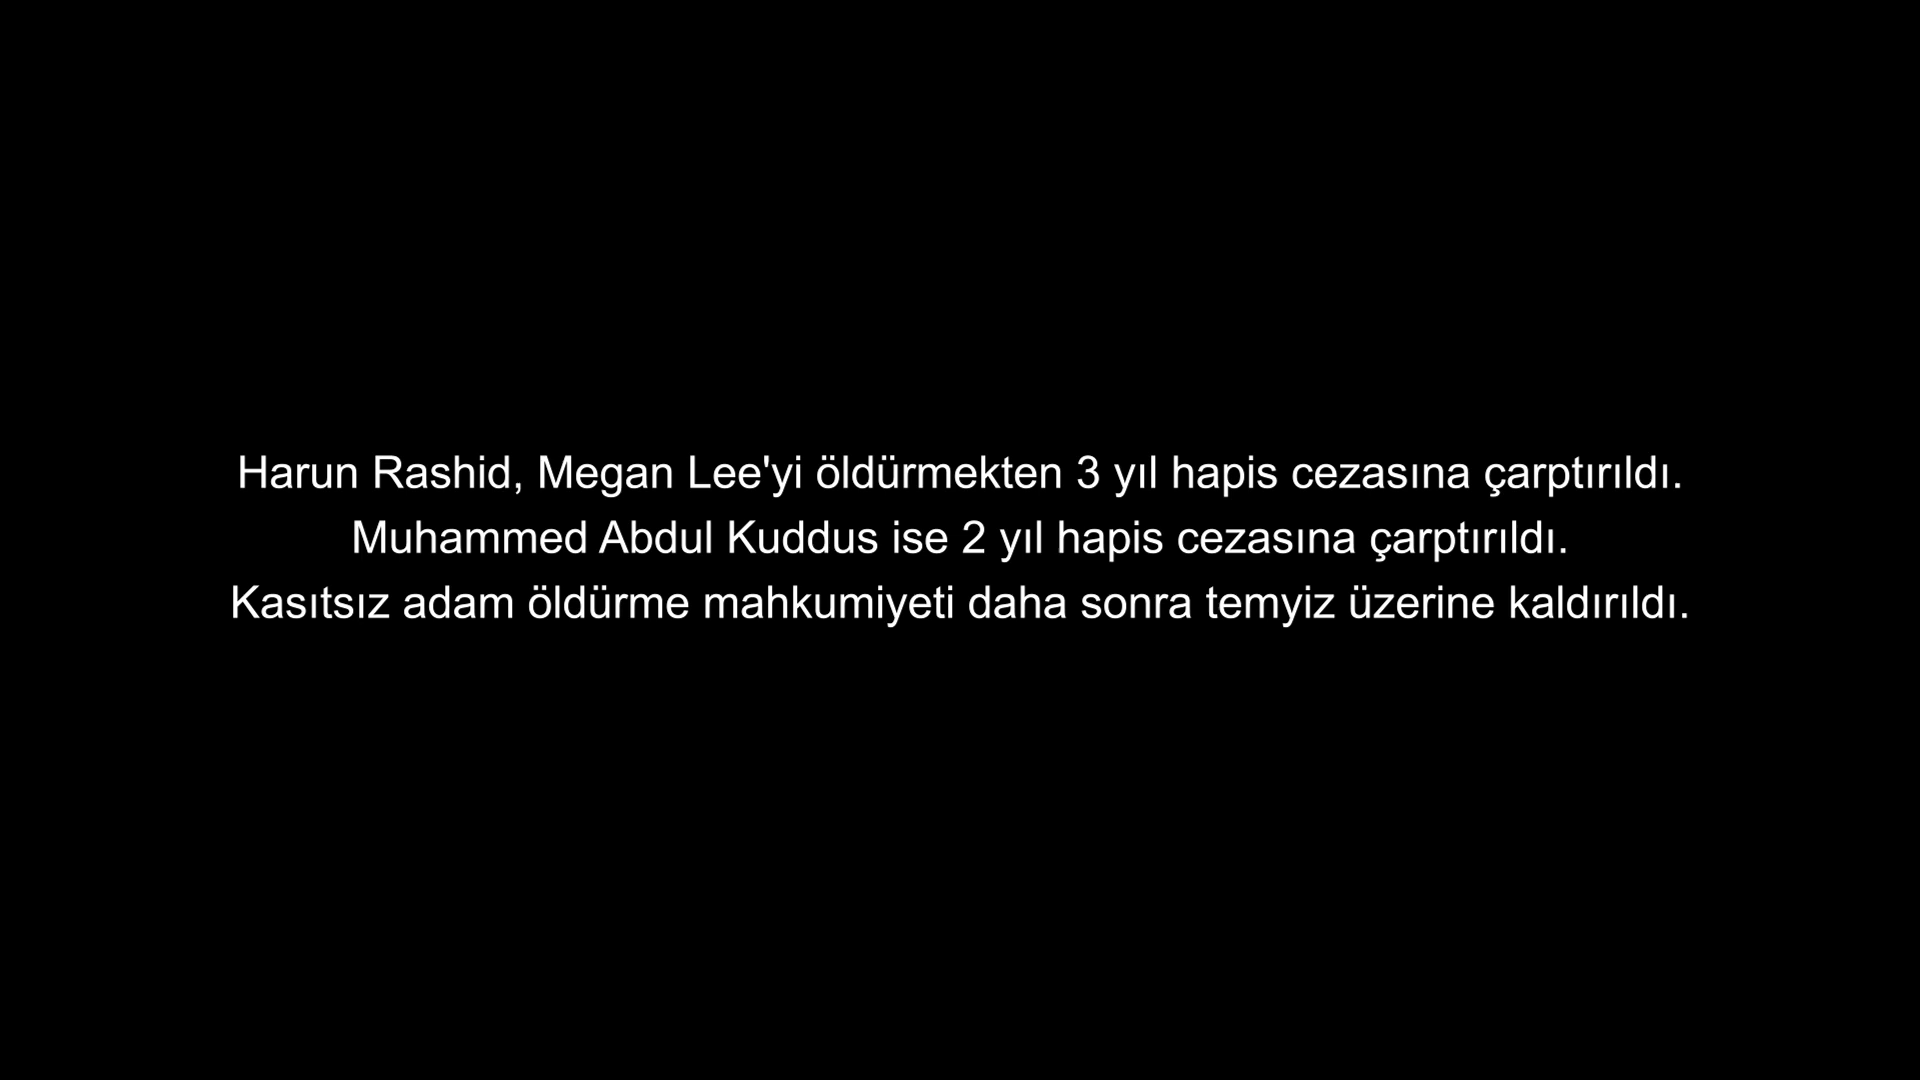 Harun Rashid, Megan Lee'yi öldürmekten 3 yıl hapis cezasına çarptırıldı.
Muhammed Abdul Kuddus ise 2 yıl hapis cezasına çarptırıldı.
Kasıtsız adam öldürme mahkumiyeti daha sonra temyiz üzerine kaldırıldı.